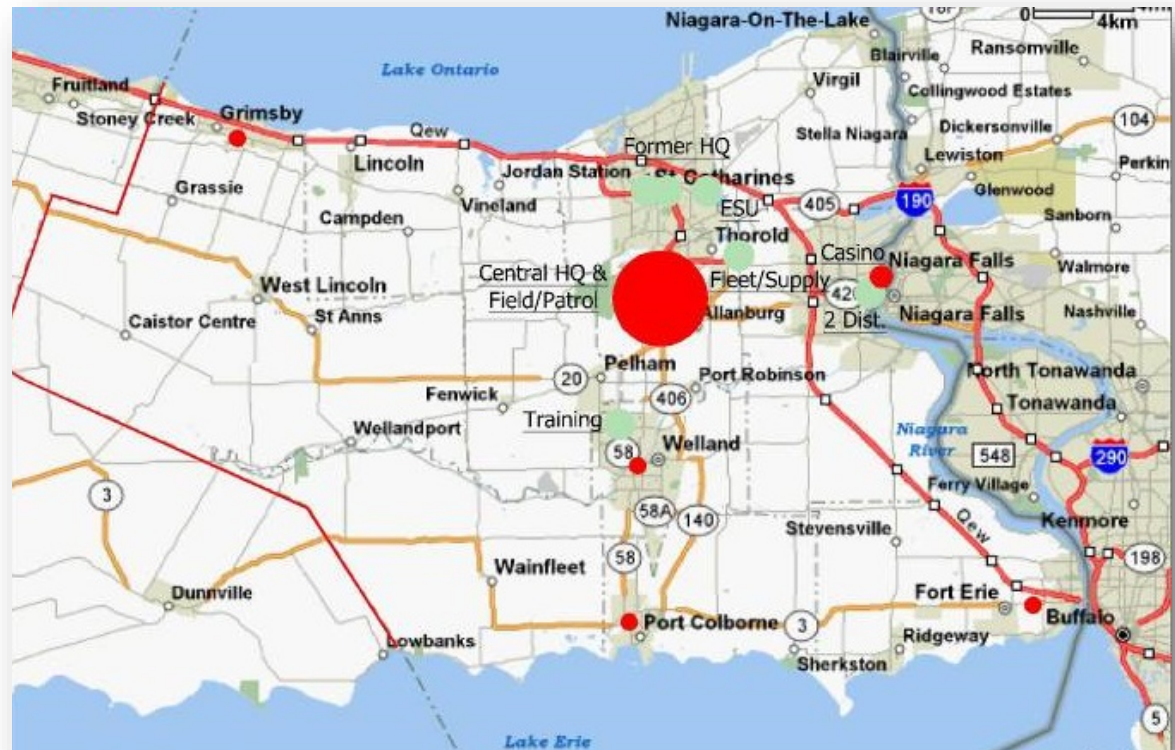 Niagara-On-The-Lake
0
4km
Blairville
Ransomville
Lake Ontario
Fruitland
Virgil
Collingwood Estates
Stoney Creek
Grimsby
Stella Niagara
Dickersonville
104
Qew
Former HQ
Lincoln
Jordan Station
St Catharines
Lewiston
Perkin
Grassie
Vineland
405
190
Glenwood
Campden
ESU
Sanborn
Thorold
Casino
Niagara Falls
Walmore
Central HQ &
Field/Patrol
Fleet/Supply
West Lincoln
420
Niagara Falls
Nashville
Caistor Centre
St Anns
Allanburg
2 Dist.
Pelham
20
Port Robinson
North Tonawanda
Fenwick
406
Tonawanda
Training
Wellandport
Welland
58
Niagara
River
548
290
3
Ferry Village
58A
140
Stevensville
Qew
Kenmore
58
198
Wainfleet
Dunnville
Fort Erie
Buffalo
Port Colborne
3
Ridgeway
Lowbanks
Sherkston
5
Lake Erie